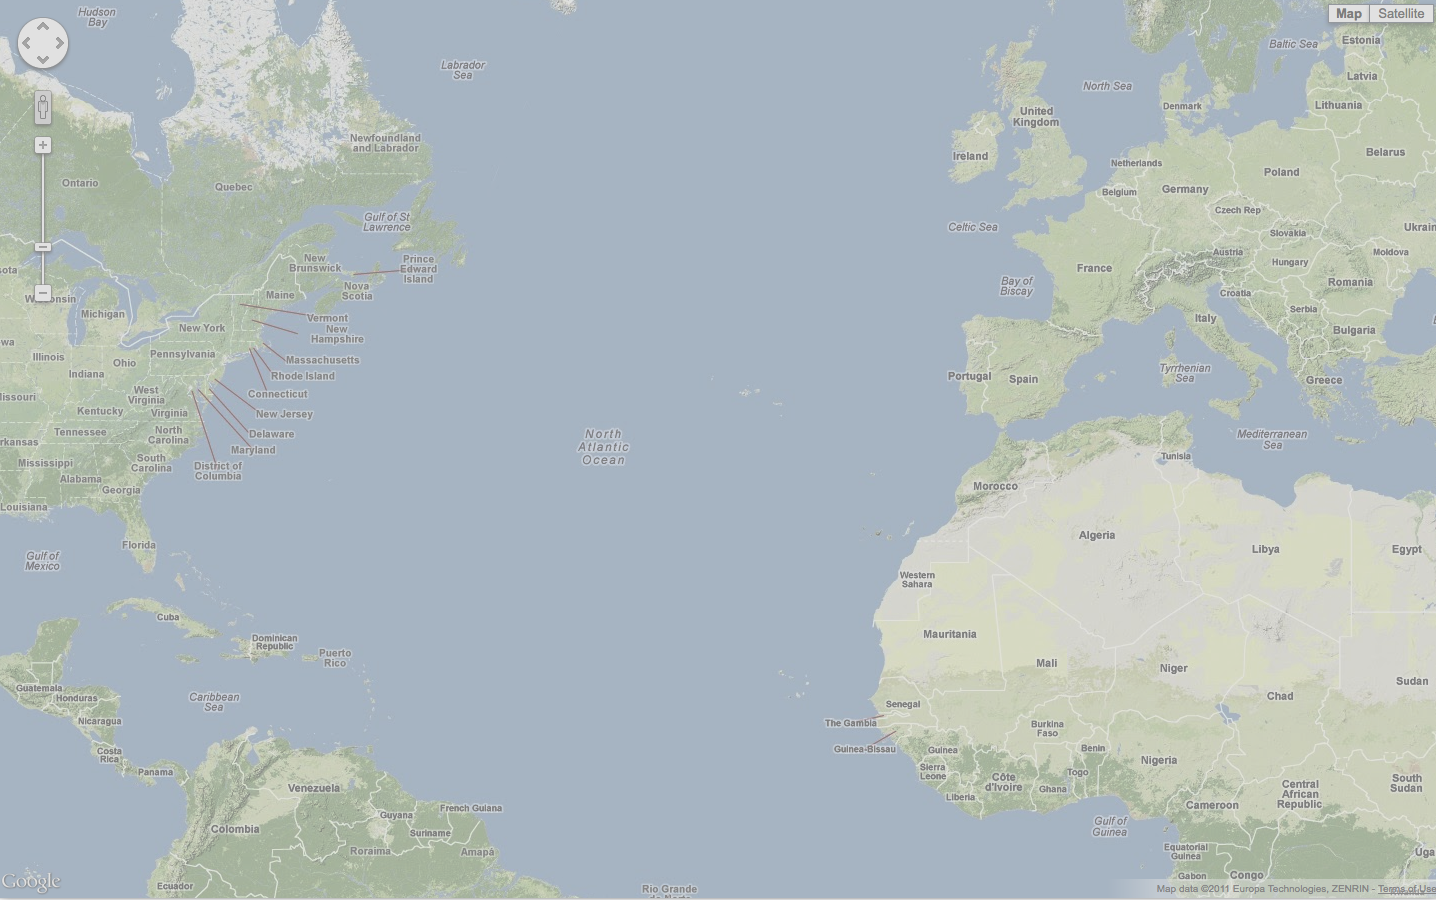 Hudson
Bay
Map
Satellite
Baltic Sea
Estonia
Labrador
Sea
North Sea
Latvia
Denmark
Lithuania
United
Kingdom
Newfoundland
and Labrador
Ireland
Belarus
Netherlands
Poland
Ontario
Quebec
Belgium
Germany
Czech Rep
Gulf of St
Lawrence
Celtic Sea
Ukrain
Slovakia
Austria
Moldova
New
Brunswick
Prince
Edward
Island
France
Hungary
ota
Bay of
Biscay
Romania
Nova
Scotia
Maine
Croatia
Wisconsin
Michigan
Vermont
Serbia
Italy
New York
New
Hampshire
Bulgaria
wa
Illinois
Ohio
Pennsylvania
Massachusetts
Indiana
Rhode Island
Portugal
Spain
Tyrrhenian
Sea
Greece
issouri
West
Virginia
Connecticut
Kentucky
Virginia
New Jersey
Tennessee
North
Carolina
Delaware
North
Atlantic
Ocean
Mediterranean
Sea
rkansas
Maryland
Mississippi
South
Carolina
District of
Columbia
Tunisia
Alabama
Georgia
Morocco
Louisiana
Florida
Algeria
Libya
Egypt
Gulf of
Mexico
Western
Sahara
Cuba
Dominican
Republic
Puerto
Rico
Mauritania
Mali
Niger
Guatemala
Honduras
Caribbean
Sea
Sudan
Chad
Senegal
Nicaragua
The Gambia
Burkina
Faso
Costa
Rica
Guinea-Bissau
Guinea
Benin
Nigeria
Panama
Sierra
Leone
Togo
South
Sudan
Côte
d'Ivoire
Venezuela
Ghana
Central
African
Republic
Liberia
Cameroon
French Guiana
Guyana
Colombia
Suriname
Gulf of
Guinea
Roraima
Amapá
Equatorial
Guinea
Uga
Gabon
Congo
Google
Ecuador
Rio Grande
do Norte
Map data ©2011 Europa Technologies, ZENRIN - Terms of Use